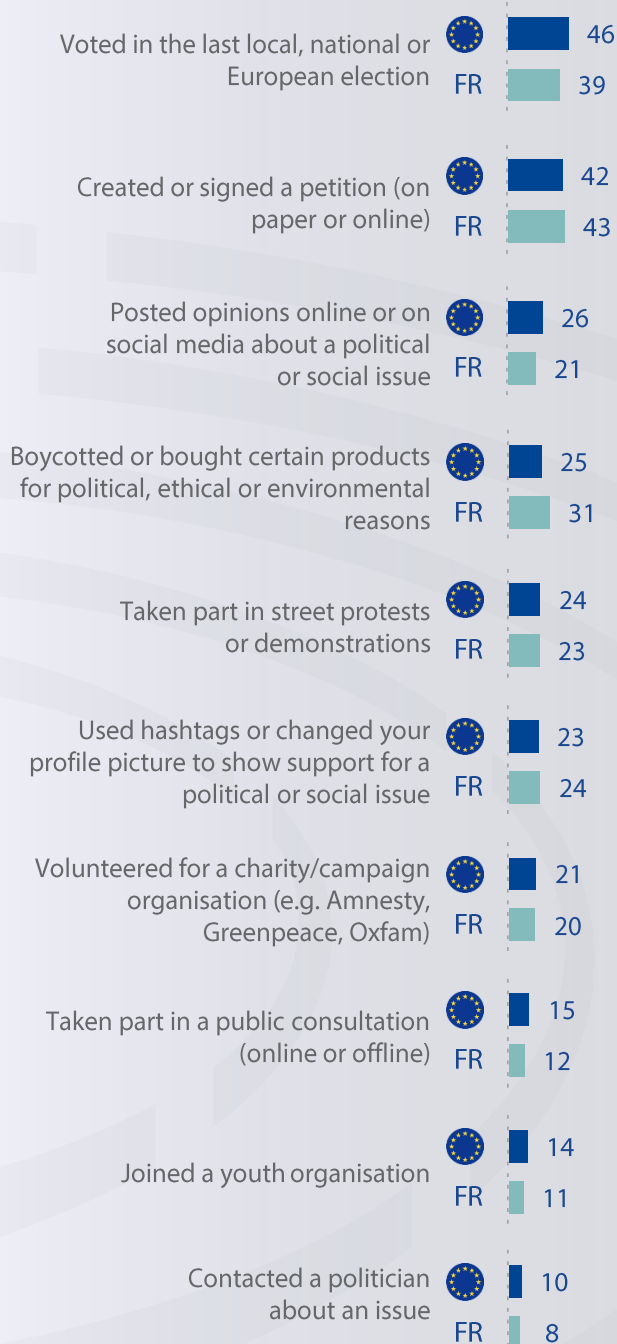 Voted in the last local, national or
European election
46
FR 39
Created or signed a petition (on
paper or online)
42
FR 43
Posted opinions online or on
social media about a political
or social issue
26
FR 21
Boycotted or bought certain products
for political, ethical or environmental
reasons
25
FR 31
Taken part in street protests
or demonstrations
24
FR 23
Used hashtags or changed your
profile picture to show support for a
political or social issue
23
FR 24
Volunteered for a charity/campaign
organisation (e.g. Amnesty,
Greenpeace, Oxfam)
21
FR 20
Taken part in a public consultation
(online or offline)
15
FR 12
Joined a youth organisation
14
FR 11
Contacted a politician
about an issue
10
FR 8